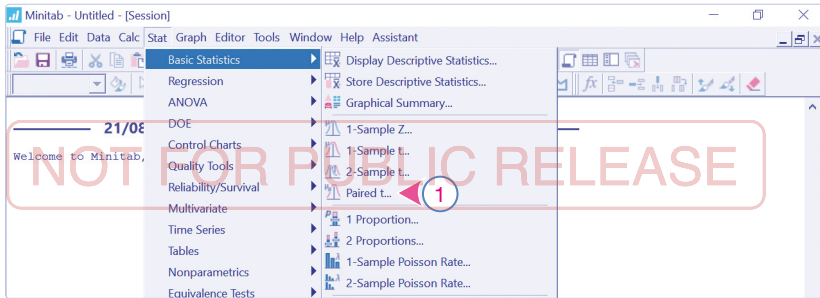 Minitab - Untitled - [Session]
File Edit Data Calc Stat Graph Editor Tools Window Help Assistant
fx
21/08
Welcome to Minitab,
Basic Statistics
Regression
ANOVA
DOE
Control Charts
Quality Tools
Reliability/Survival
Multivariate
Time Series
Tables
Nonparametrics
Equivalence Tests
Display Descriptive Statistics...
Store Descriptive Statistics...
Graphical Summary...
1-Sample Z...
1-Sample t...
2-Sample t...
Paired t...
1
1 Proportion...
2 Proportions...
1-Sample Poisson Rate...
2-Sample Poisson Rate...
NOT FOR PUBLIC RELEASE